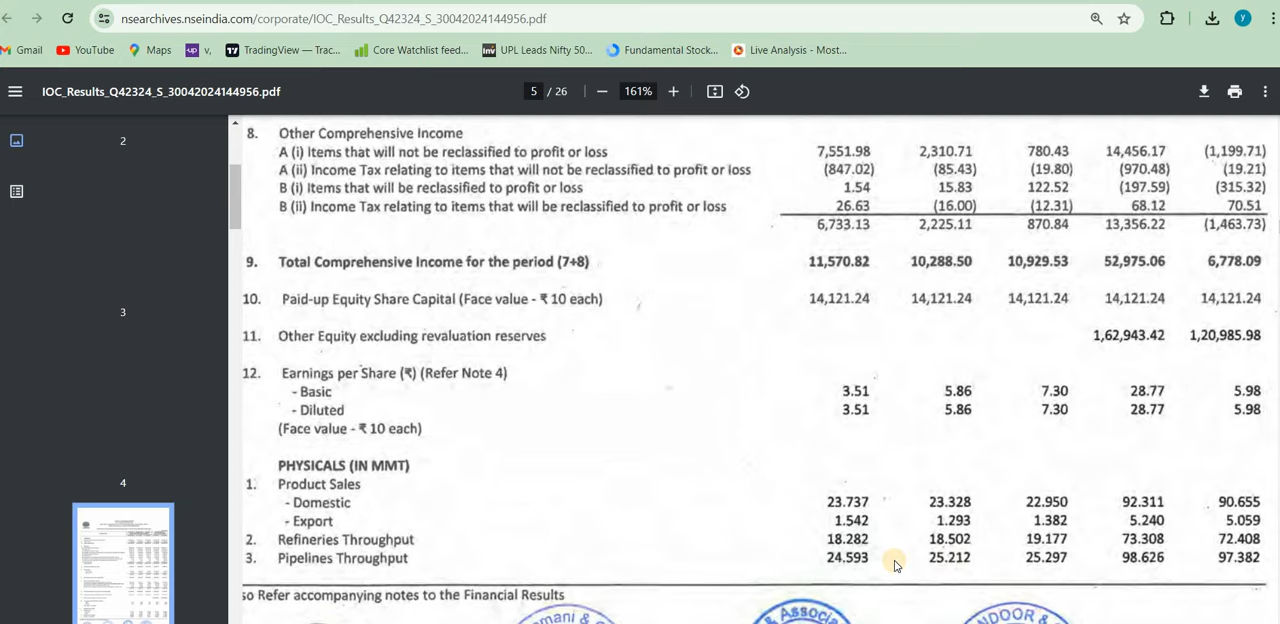 nsearchives.nseindia.com/corporate/IOC_Results_Q42324_S_30042024144956.pdf
y
Gmail YouTube Maps up v, TradingView — Trac... Core Watchlist feed... Inv UPL Leads Nifty 50... Fundamental Stock... Live Analysis - Most...
IOC_Results_Q42324_S_30042024144956.pdf 5 / 26 161%
2
3
4
8. Other Comprehensive Income
A (i) Items that will not be reclassified to profit or loss 7,551.98 2,310.71 780.43 14,456.17 (1,199.71)
A (ii) Income Tax relating to items that will not be reclassified to profit or loss (847.02) (85.43) (19.80) (970.48) (19.21)
B (i) Items that will be reclassified to profit or loss 1.54 15.83 122.52 (197.59) (315.32)
B (ii) Income Tax relating to items that will be reclassified to profit or loss 26.63 (16.00) (12.31) 68.12 70.51
6,733.13 2,225.11 870.84 13,356.22 (1,463.73)
9. Total Comprehensive Income for the period (7+8) 11,570.82 10,288.50 10,929.53 52,975.06 6,778.09
10. Paid-up Equity Share Capital (Face value - ₹ 10 each) 14,121.24 14,121.24 14,121.24 14,121.24 14,121.24
11. Other Equity excluding revaluation reserves 1,62,943.42 1,20,985.98
12. Earnings per Share (₹) (Refer Note 4)
- Basic 3.51 5.86 7.30 28.77 5.98
- Diluted 3.51 5.86 7.30 28.77 5.98
(Face value - ₹ 10 each)
PHYSICALS (IN MMT)
1. Product Sales
- Domestic 23.737 23.328 22.950 92.311 90.655
- Export 1.542 1.293 1.382 5.240 5.059
2. Refineries Throughput 18.282 18.502 19.177 73.308 72.408
3. Pipelines Throughput 24.593 25.212 25.297 98.626 97.382
so Refer accompanying notes to the Financial Results
& Associa
NDOOR &